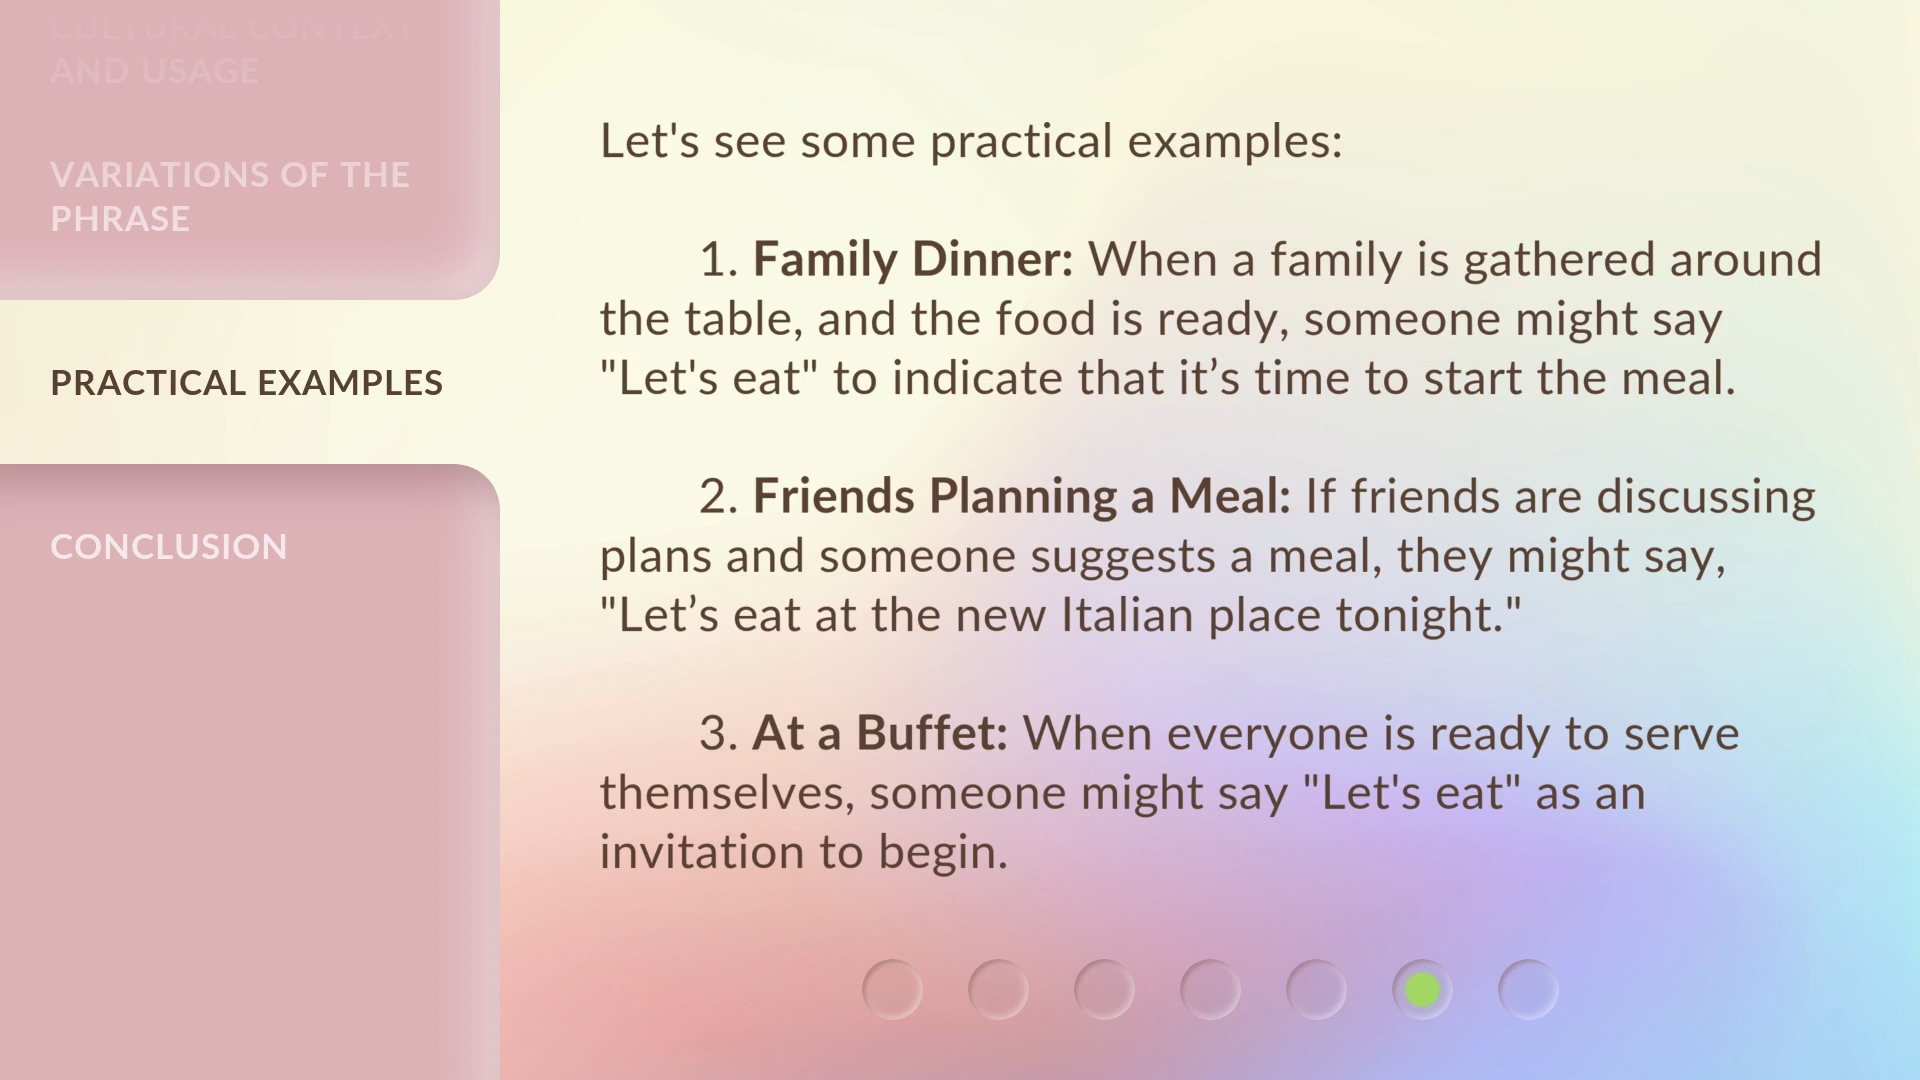 CULTURAL CONTEXT
AND USAGE
VARIATIONS OF THE
PHRASE
PRACTICAL EXAMPLES
CONCLUSION
Let's see some practical examples:
1. Family Dinner: When a family is gathered around
the table, and the food is ready, someone might say
"Let's eat" to indicate that it’s time to start the meal.
2. Friends Planning a Meal: If friends are discussing
plans and someone suggests a meal, they might say,
"Let’s eat at the new Italian place tonight."
3. At a Buffet: When everyone is ready to serve
themselves, someone might say "Let's eat" as an
invitation to begin.